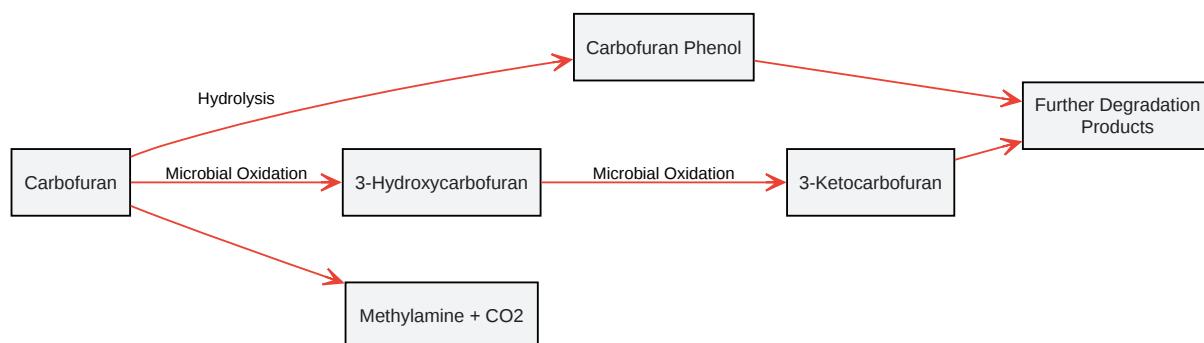 Carbofuran Phenol
Hydrolysis
Further Degradation
Products
Carbofuran
Microbial Oxidation
3-Hydroxycarbofuran
Microbial Oxidation
3-Ketocarbofuran
Methylamine + CO2